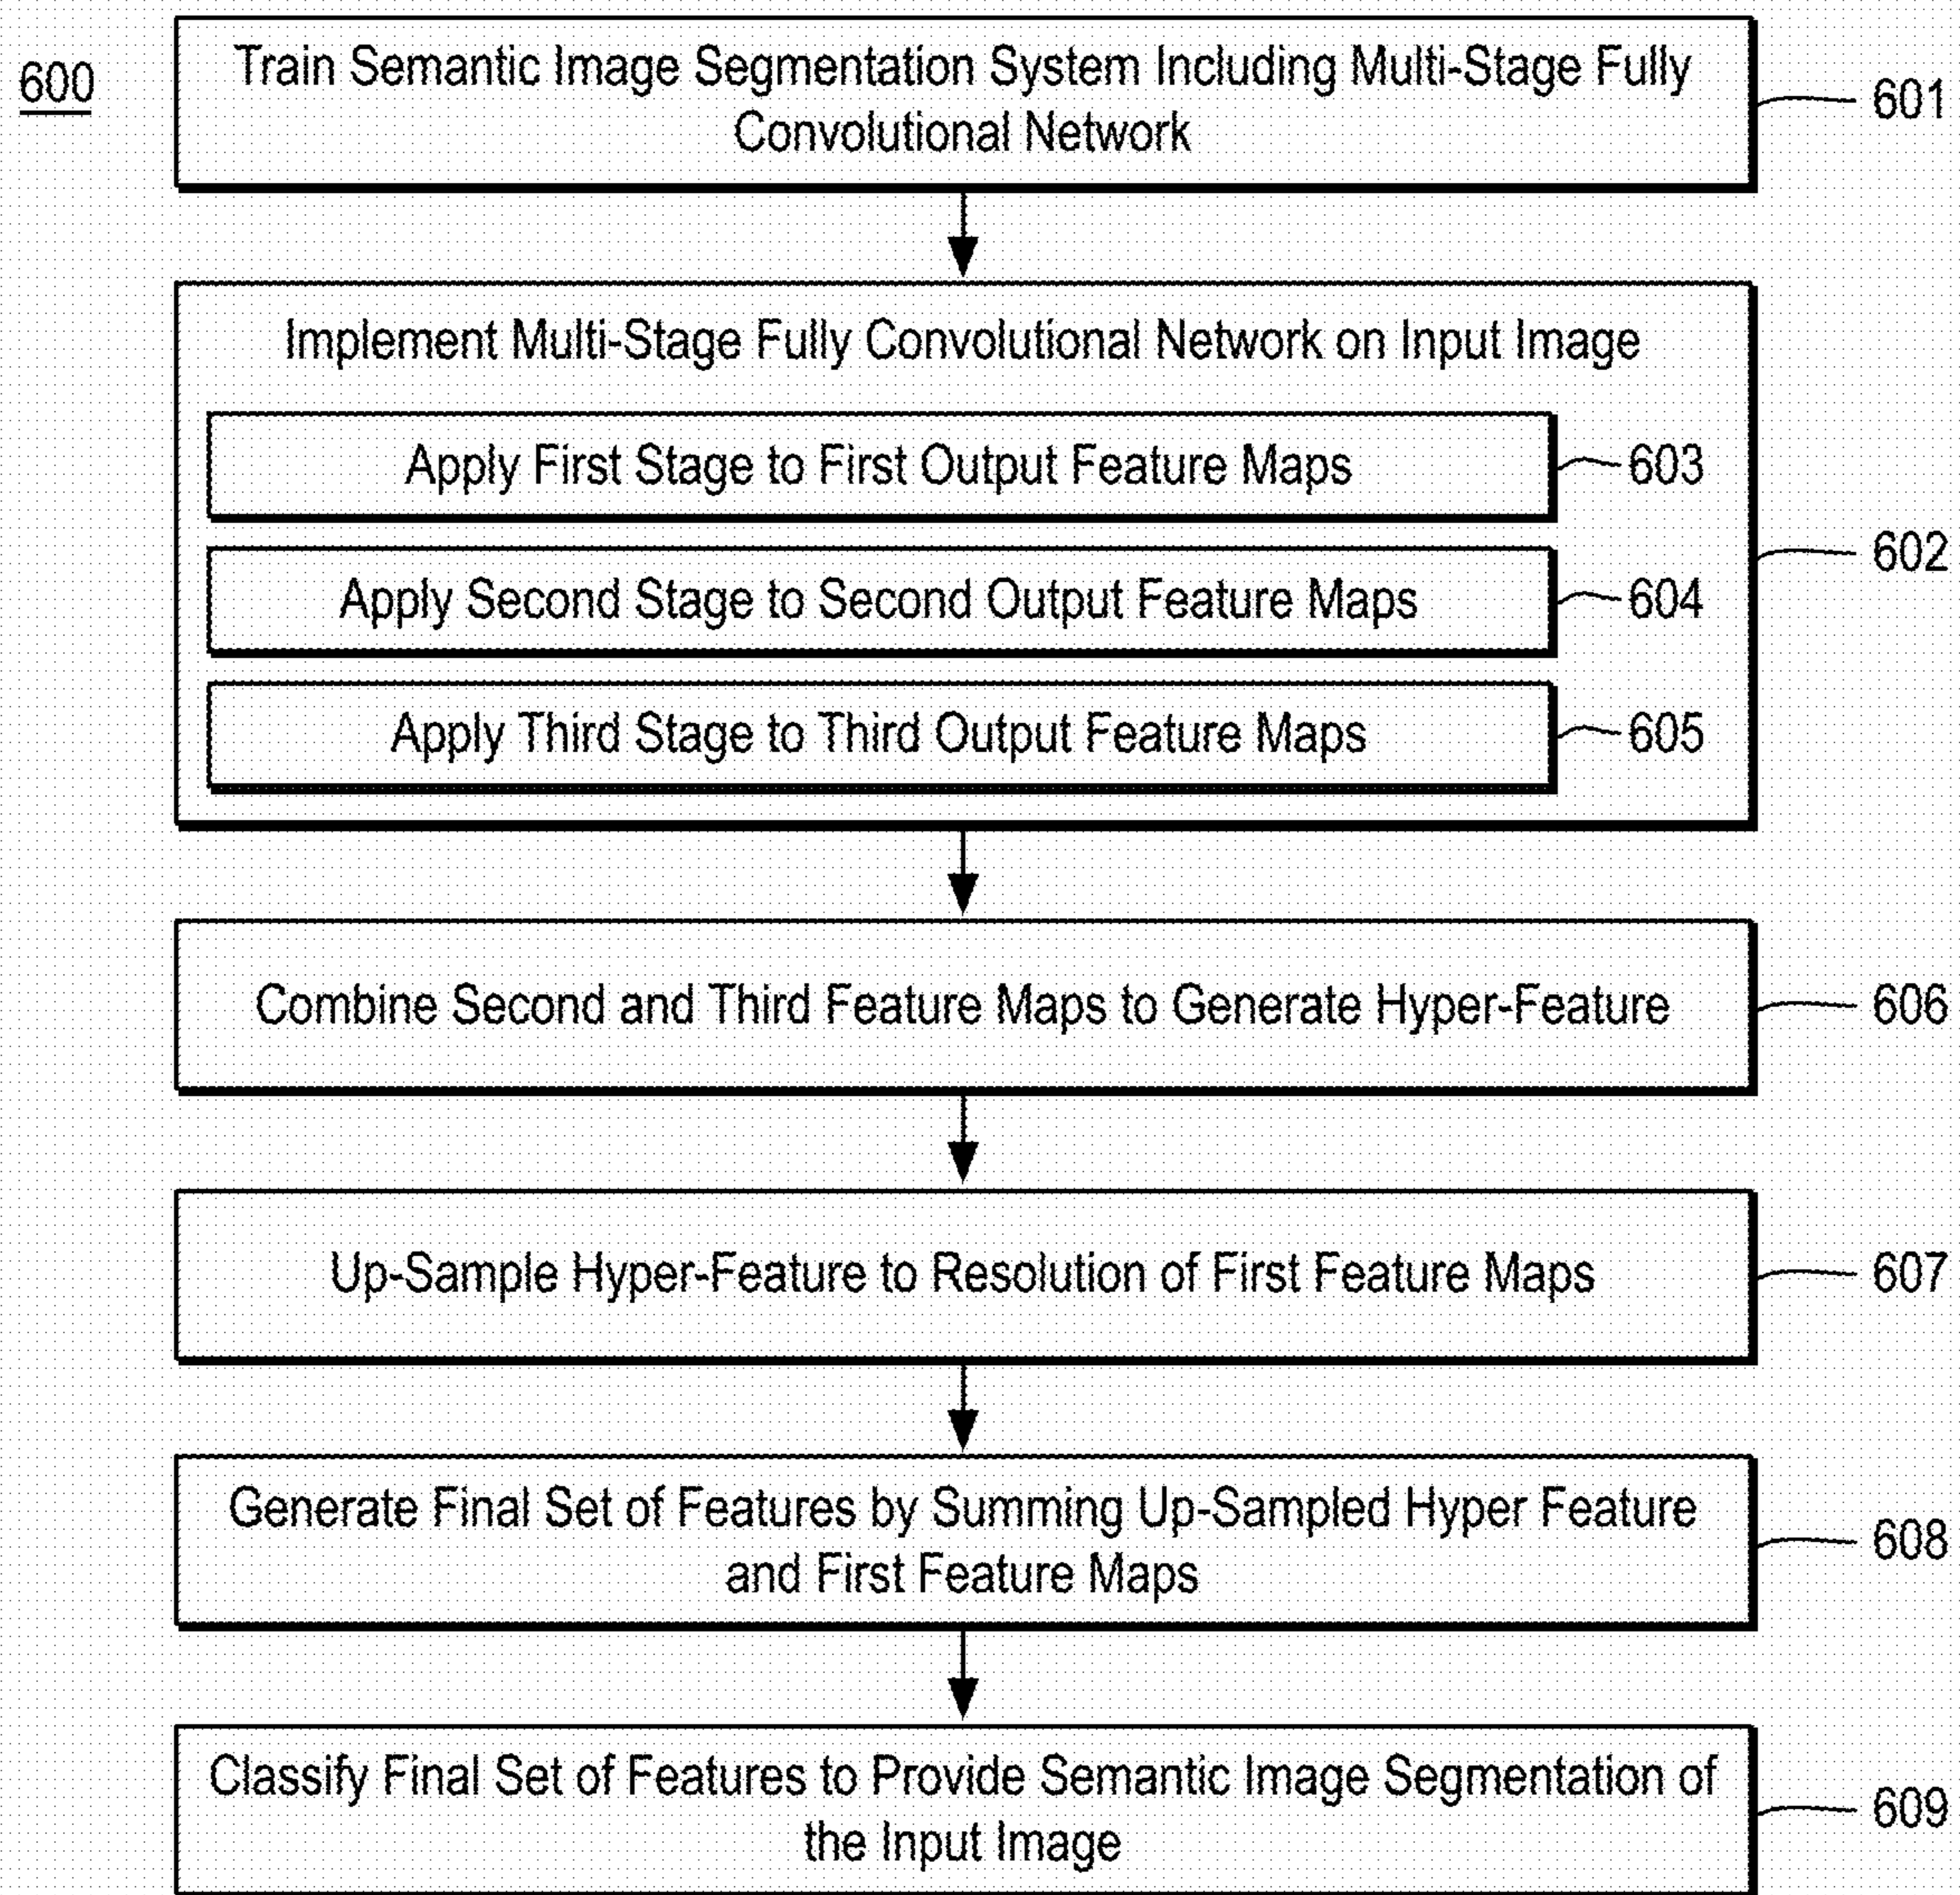 600
Train Semantic Image Segmentation System Including Multi-Stage Fully
Convolutional Network
601
Implement Multi-Stage Fully Convolutional Network on Input Image
Apply First Stage to First Output Feature Maps
603
602
Apply Second Stage to Second Output Feature Maps
604
Apply Third Stage to Third Output Feature Maps
605
Combine Second and Third Feature Maps to Generate Hyper-Feature
606
Up-Sample Hyper-Feature to Resolution of First Feature Maps
607
Generate Final Set of Features by Summing Up-Sampled Hyper Feature
and First Feature Maps
608
Classify Final Set of Features to Provide Semantic Image Segmentation of
the Input Image
609